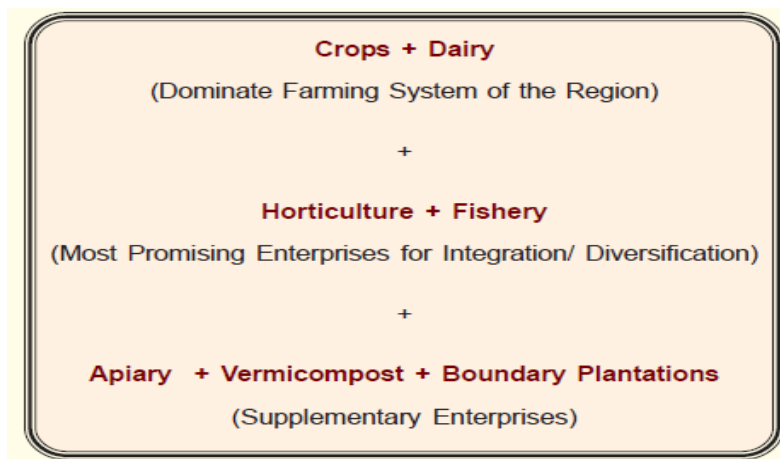 Crops + Dairy
(Dominate Farming System of the Region)
+
Horticulture + Fishery
(Most Promising Enterprises for Integration/ Diversification)
+
Apiary + Vermicompost + Boundary Plantations
(Supplementary Enterprises)